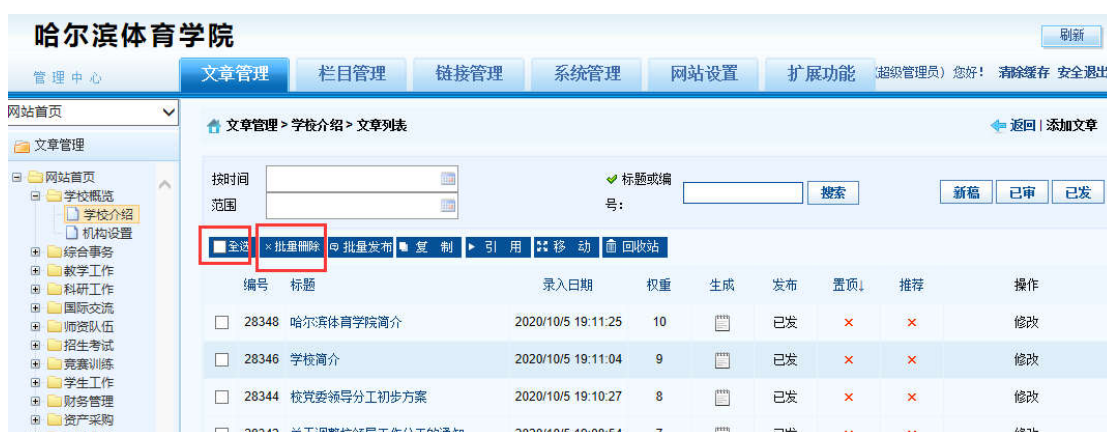 哈尔滨体育学院
刷新
管理中心
文章管理 栏目管理 链接管理 系统管理 网站设置 扩展功能 (超级管理员) 您好! 清除缓存 安全退出
网站首页
文章管理
网站首页
学校概览
学校介绍
机构设置
综合事务
教学工作
科研工作
国际交流
师资队伍
招生考试
竞赛训练
学生工作
财务管理
资产采购
文章管理 > 学校介绍 > 文章列表
返回 | 添加文章
按时间范围
标题或编号:
搜索
新稿 已审 已发
全选 ×批量删除 批量发布 复 制 引 用 移 动 回收站
编号 标题 录入日期 权重 生成 发布 置顶↓ 推荐 操作
28348 哈尔滨体育学院简介 2020/10/5 19:11:25 10 已发 × × 修改
28346 学校简介 2020/10/5 19:11:04 9 已发 × × 修改
28344 校党委领导分工初步方案 2020/10/5 19:10:27 8 已发 × × 修改